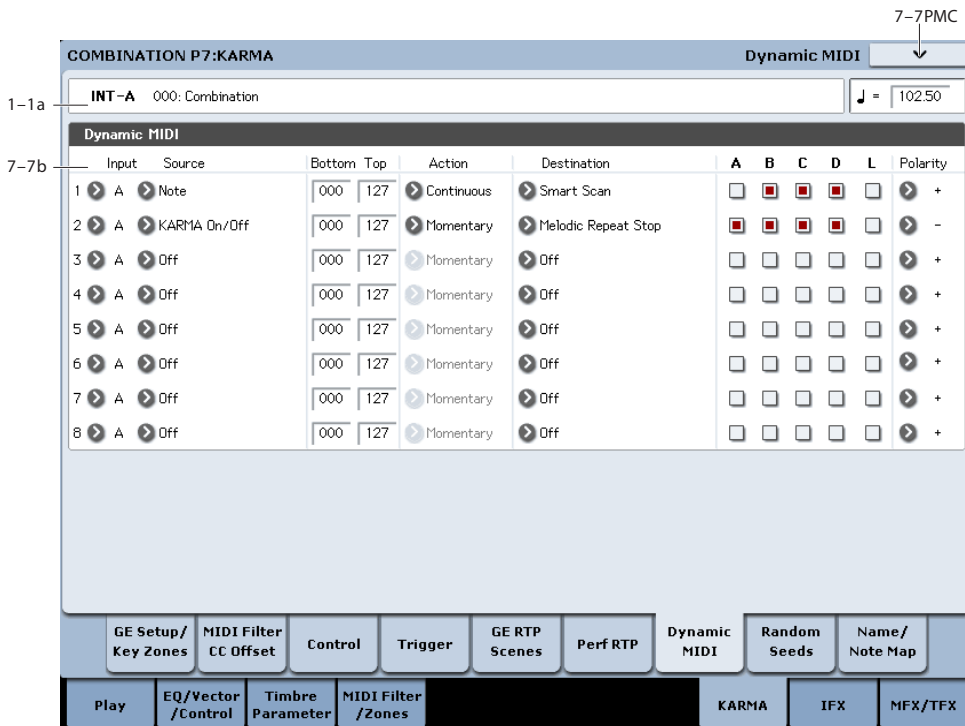 7–7PMC
COMBINATION P7:KARMA Dynamic MIDI
1–1a INT-A 000: Combination ♩ = 102.50
Dynamic MIDI
7–7b Input Source Bottom Top Action Destination A B C D L Polarity
1 A Note 000 127 Continuous Smart Scan +
2 A KARMA On/Off 000 127 Momentary Melodic Repeat Stop -
3 A Off 000 127 Momentary Off +
4 A Off 000 127 Momentary Off +
5 A Off 000 127 Momentary Off +
6 A Off 000 127 Momentary Off +
7 A Off 000 127 Momentary Off +
8 A Off 000 127 Momentary Off +
GE Setup/ MIDI Filter Control Trigger GE RTP Perf RTP Dynamic Random Name/
Key Zones CC Offset Scenes MIDI Seeds Note Map
Play EQ/Vector Timbre MIDI Filter KARMA IFX MFX/TFX
/Control Parameter /Zones